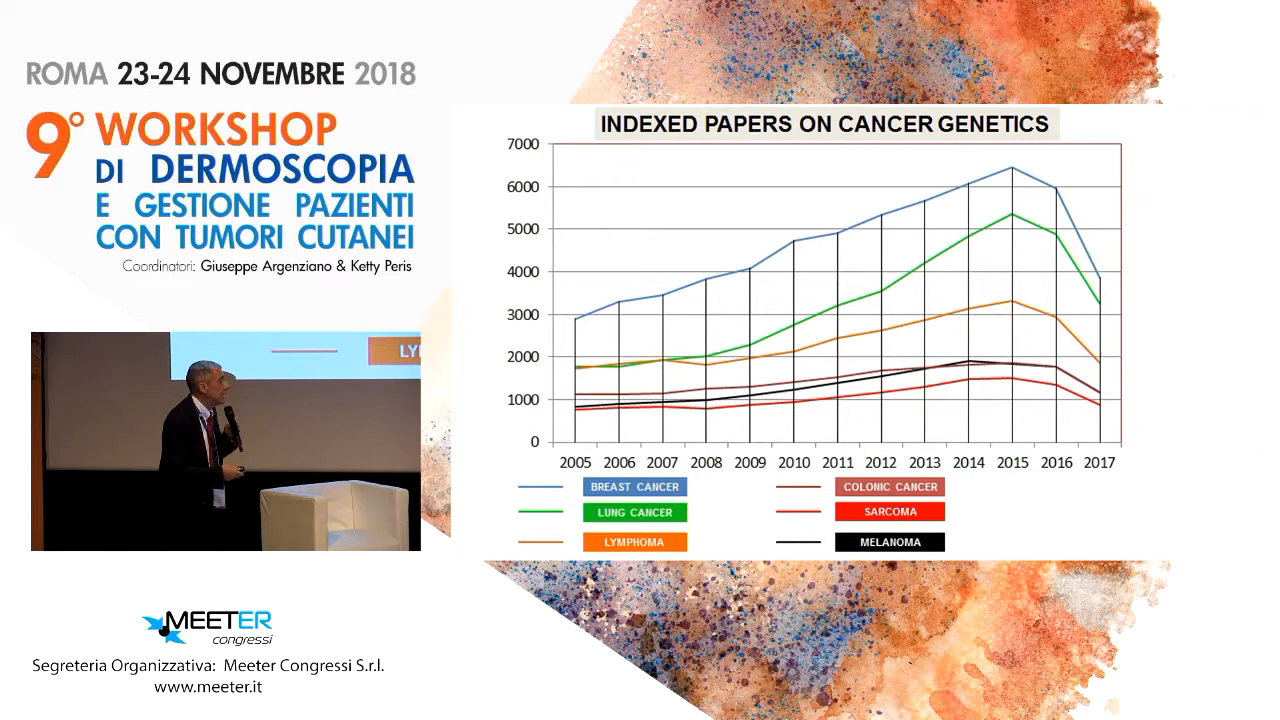 ROMA 23-24 NOVEMBRE 2018
9° WORKSHOP
DI DERMOSCOPIA
E GESTIONE PAZIENTI
CON TUMORI CUTANEI
Coordinatori: Giuseppe Argenziano & Ketty Peris
LY
MEETER
congressi
Segreteria Organizzativa: Meeter Congressi S.r.l.
www.meeter.it
INDEXED PAPERS ON CANCER GENETICS
7000
6000
5000
4000
3000
2000
1000
0
2005 2006 2007 2008 2009 2010 2011 2012 2013 2014 2015 2016 2017
BREAST CANCER
COLONIC CANCER
LUNG CANCER
SARCOMA
LYMPHOMA
MELANOMA